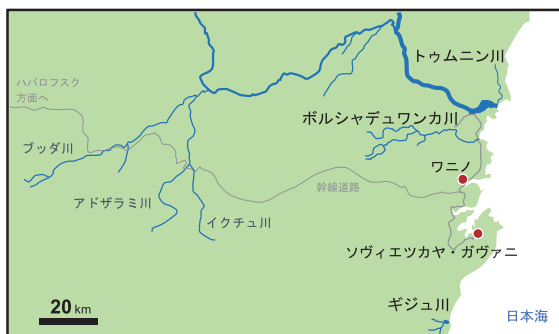 トゥムニン川
ハバロフスク
方面へ
ボルシャデュワンカ川
ブッダ川
ワニノ
幹線道路
アドザラミ川
イクチュ川
ソヴィエツカヤ・ガヴァニ
20 km
ギジュ川
日本海